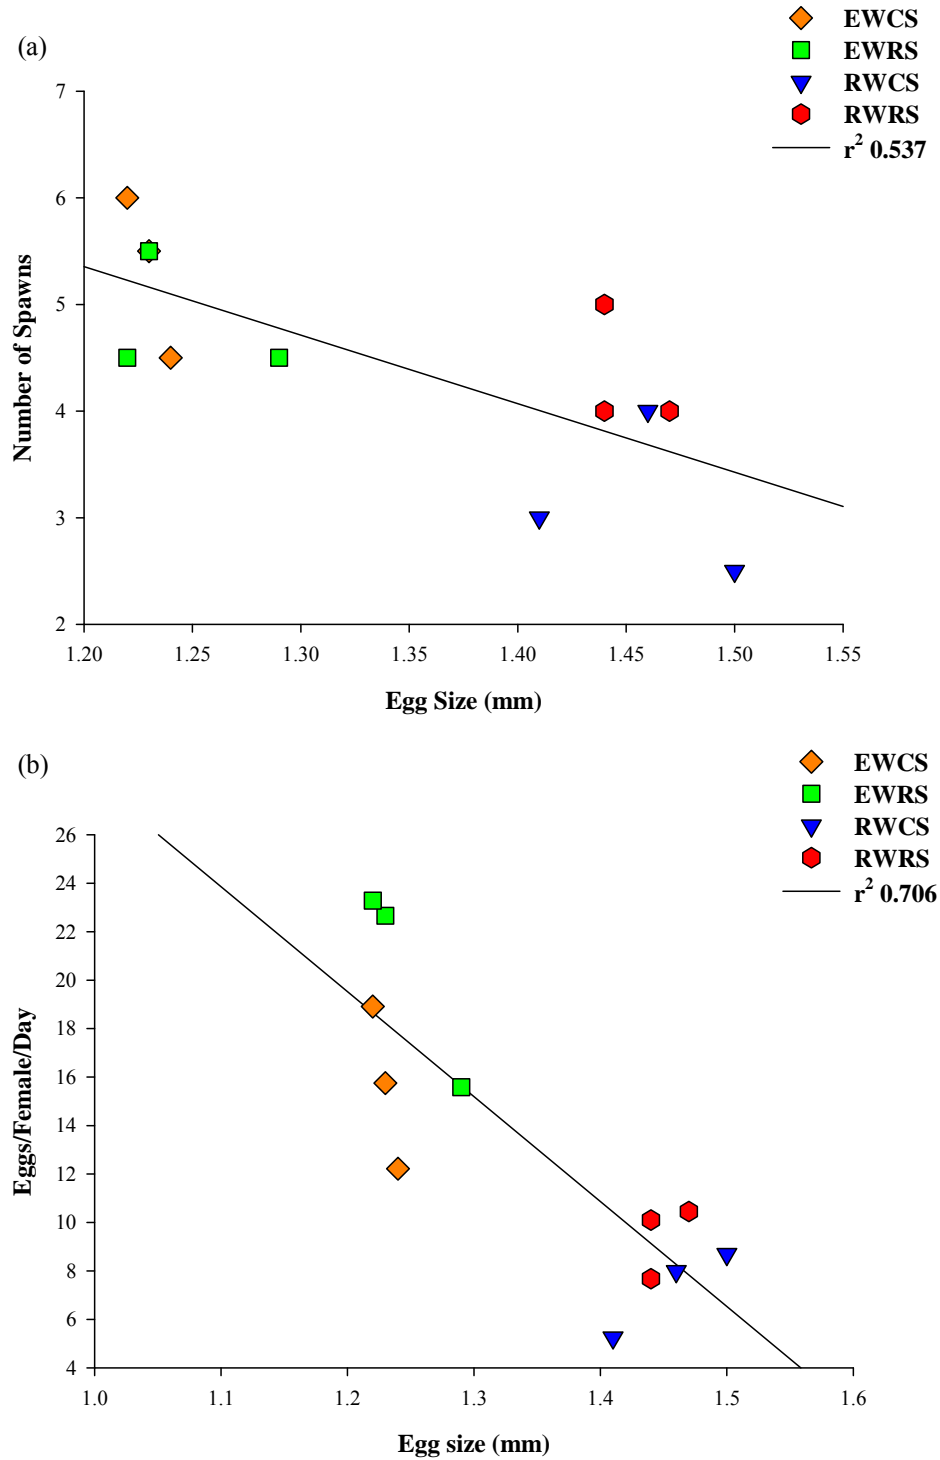 (a)
EWCS
EWRS
RWCS
RWRS
r² 0.537
7
6
5
4
3
2
Number of Spawns
1.20 1.25 1.30 1.35 1.40 1.45 1.50 1.55
Egg Size (mm)
(b)
EWCS
EWRS
RWCS
RWRS
r² 0.706
26
24
22
20
18
16
14
12
10
8
6
4
Eggs/Female/Day
1.0 1.1 1.2 1.3 1.4 1.5 1.6
Egg size (mm)